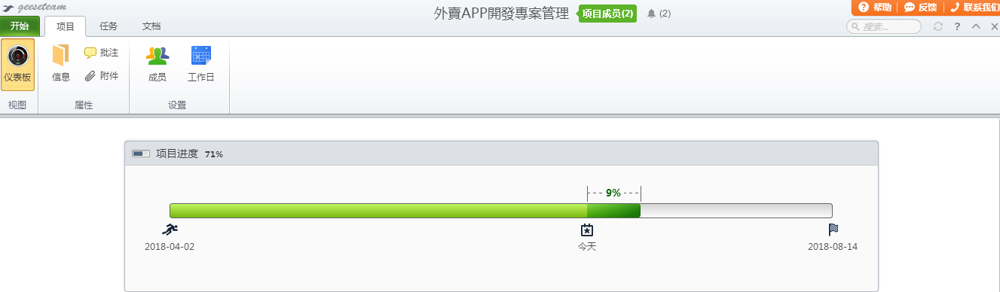 geeseteam
外賣APP開發專案管理 项目成员(2) (2)
帮助 反馈 联系我们
开始 项目 任务 文档
搜索...
仪表板 信息 批注 附件 成员 工作日
视图 属性 设置
项目进度 71%
9%
2018-04-02 今天 2018-08-14